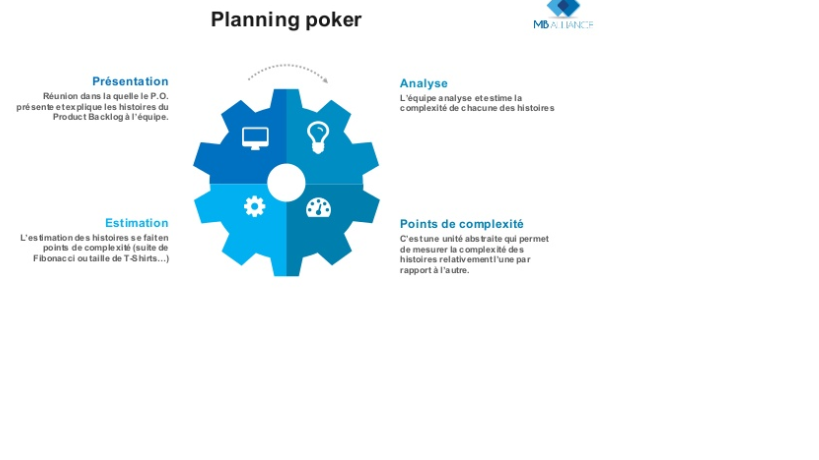 Planning poker
MB ALLIANCE
Présentation
Réunion dans la quelle le P.O.
présente et explique les histoires du
Product Backlog à l'équipe.
Analyse
L'équipe analyse et estime la
complexité de chacune des histoires
Estimation
L'estimation des histoires se fait en
points de complexité (suite de
Fibonacci ou taille de T-Shirts...)
Points de complexité
C'est une unité abstraite qui permet
de mesurer la complexité des
histoires relativement l'une par
rapport à l'autre.